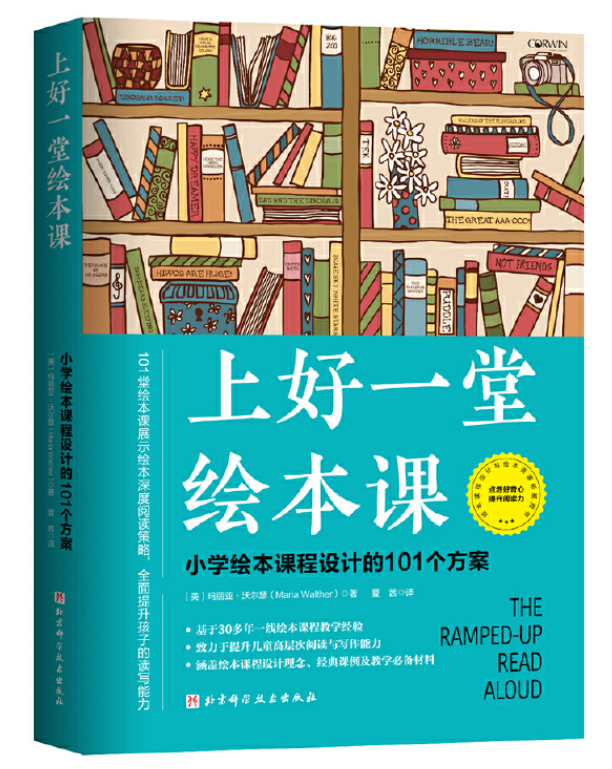 上好一堂绘本课
小学绘本课程设计的101个方案
[美]玛丽亚·沃尔瑟(Maria Walther)著 夏茜 译
北京科学技术出版社
CORWIN
BIG ZOO
HORRIBLE BEAR!
DINOSAUR ROCKET!
HAPPY DREAMER
DAD AND THE DINOSAUR
TEK
THE GREAT AAA-OOO!
HIPPOS ARE HUGE!
NOT FRIENDS
PUDDLE
上好一堂
绘本课
点燃好奇心
提升阅读力
小学绘本课程设计的101个方案
[美]玛丽亚·沃尔瑟(Maria Walther)著 夏茜 译
101堂绘本课展示绘本深度阅读策略,全面提升孩子的读写能力
• 基于30多年一线绘本课程教学经验
• 致力于提升儿童高层次阅读与写作能力
• 涵盖绘本课程设计理念、经典课例及教学必备材料
THE
RAMPED-UP
READ
ALOUD
北京科学技术出版社